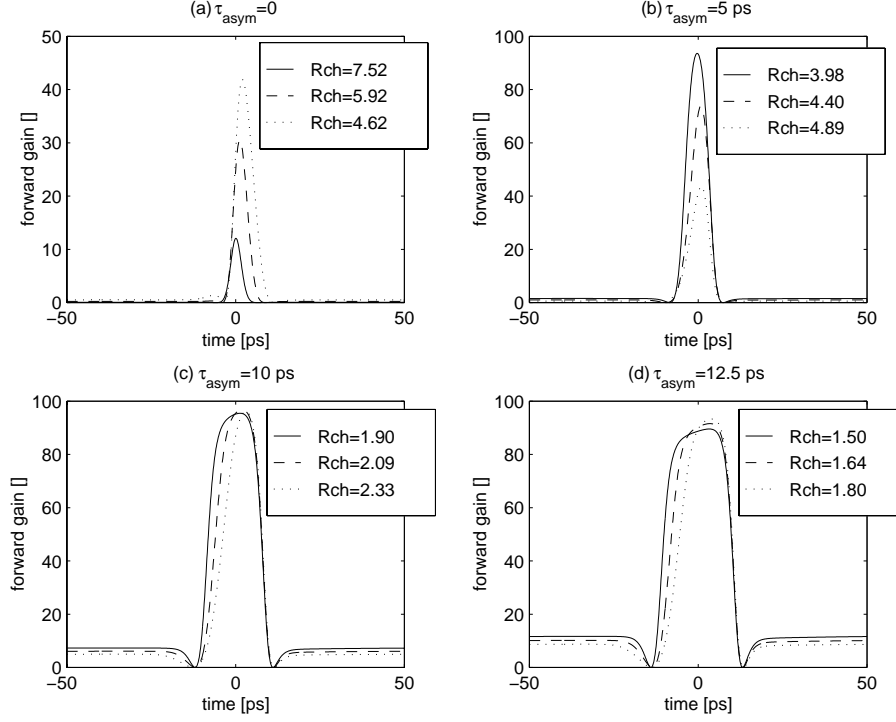 (a) τasym=0
forward gain []
50
40
30
20
10
0
Rch=7.52
Rch=5.92
Rch=4.62
−50 0 50
time [ps]
(b) τasym=5 ps
forward gain []
100
80
60
40
20
0
Rch=3.98
Rch=4.40
Rch=4.89
−50 0 50
time [ps]
(c) τasym=10 ps
forward gain []
100
80
60
40
20
0
Rch=1.90
Rch=2.09
Rch=2.33
−50 0 50
time [ps]
(d) τasym=12.5 ps
forward gain []
100
80
60
40
20
0
Rch=1.50
Rch=1.64
Rch=1.80
−50 0 50
time [ps]